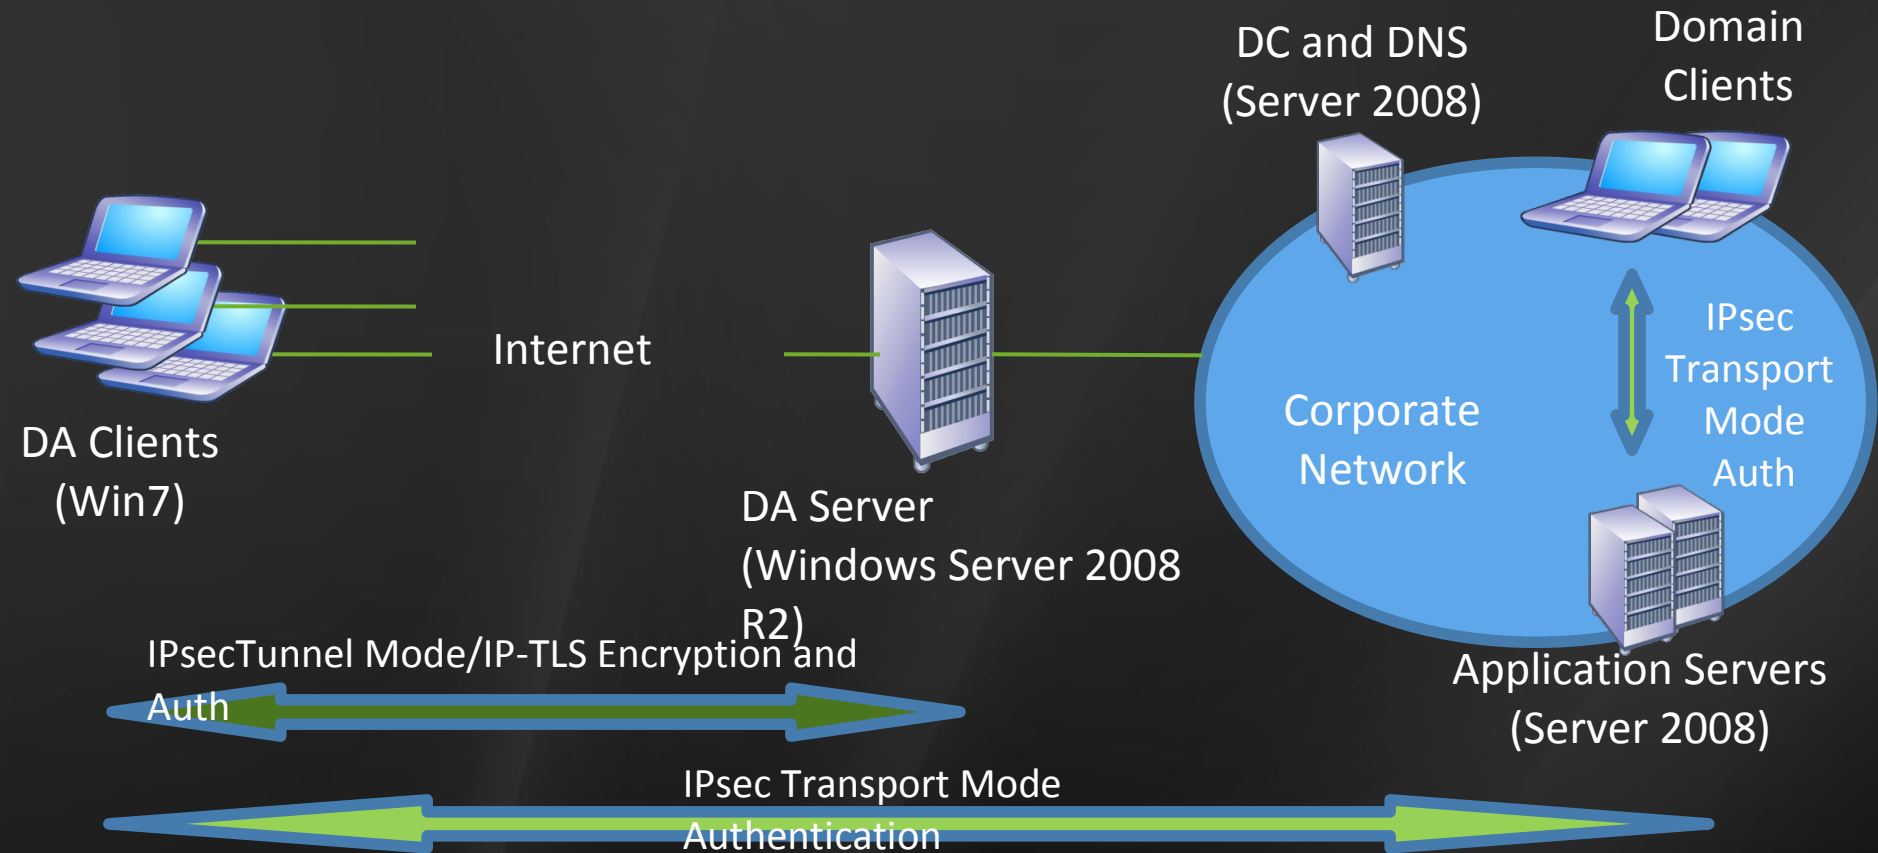 DC and DNS
(Server 2008)
Domain
Clients
Internet
DA Clients
(Win7)
DA Server
(Windows Server 2008
R2)
Corporate
Network
IPsec
Transport
Mode
Auth
Application Servers
(Server 2008)
IPsecTunnel Mode/IP-TLS Encryption and
Auth
IPsec Transport Mode
Authentication